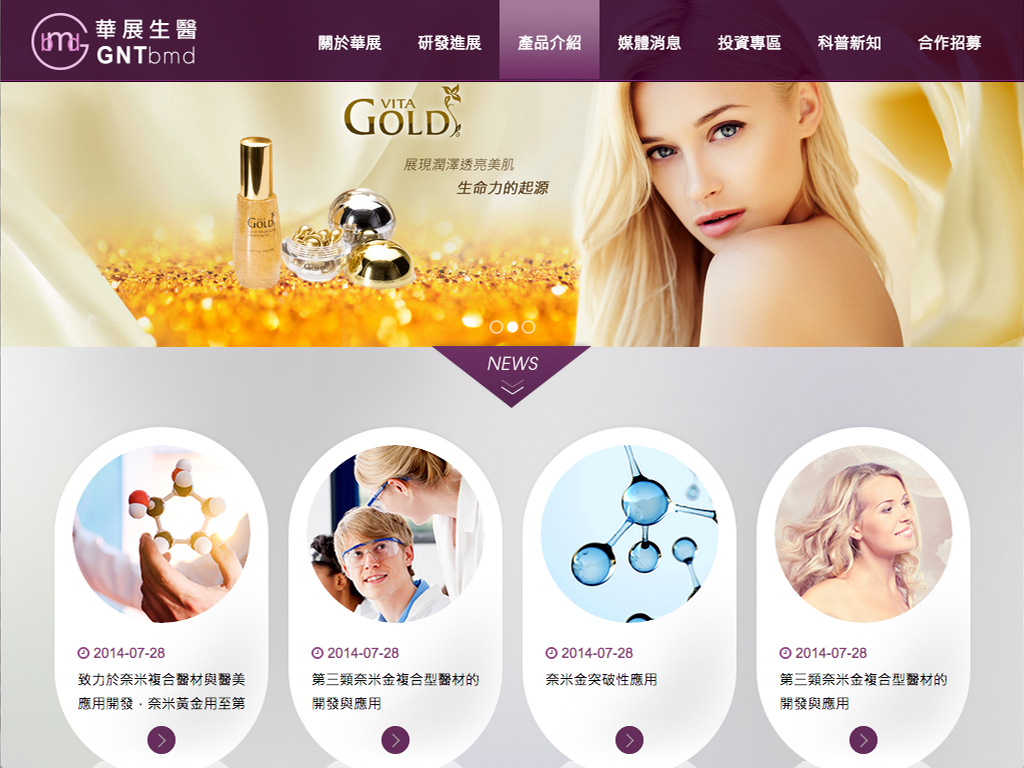 華展生醫
GNTbmd
關於華展 研發進展 產品介紹 媒體消息 投資專區 科普新知 合作招募
VITA
GOLD
展現潤澤透亮美肌
生命力的起源
GOLD
NEWS
2014-07-28
致力於奈米複合醫材與醫美
應用開發，奈米黃金用至第
2014-07-28
第三類奈米金複合型醫材的
開發與應用
2014-07-28
奈米金突破性應用
2014-07-28
第三類奈米金複合型醫材的
開發與應用